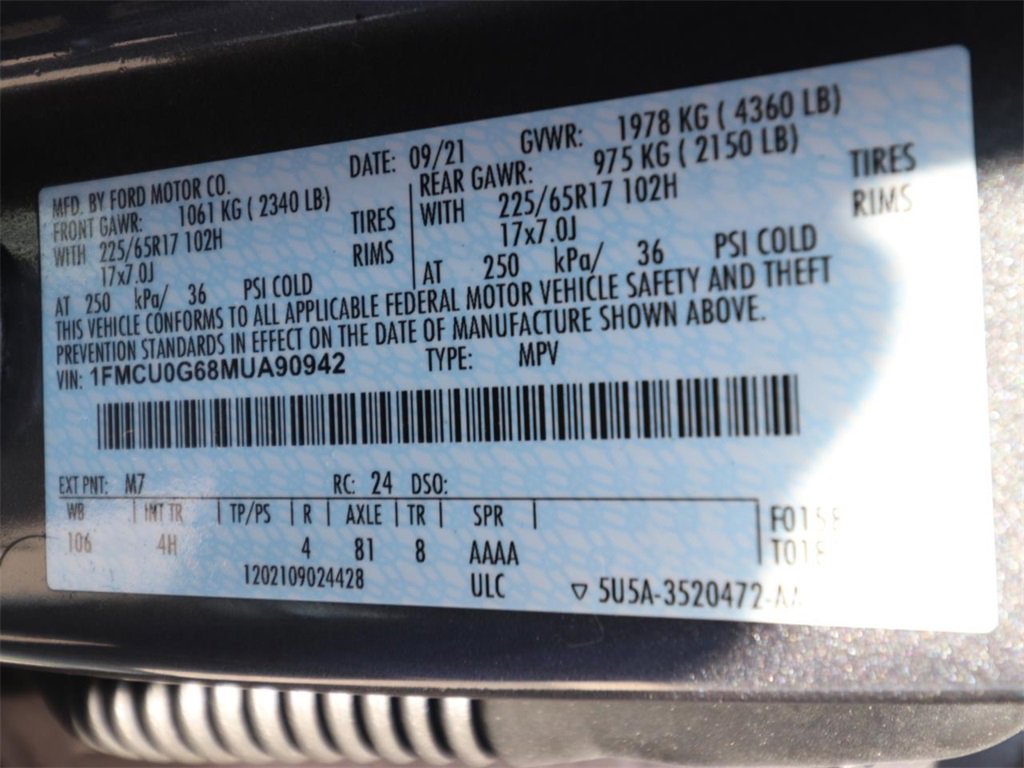 MFD. BY FORD MOTOR CO. DATE: 09/21 GVWR: 1978 KG ( 4360 LB)
FRONT GAWR: 1061 KG ( 2340 LB) REAR GAWR: 975 KG ( 2150 LB)
WITH 225/65R17 102H TIRES WITH 225/65R17 102H TIRES
17x7.0J RIMS 17x7.0J RIMS
AT 250 kPa/ 36 PSI COLD AT 250 kPa/ 36 PSI COLD
THIS VEHICLE CONFORMS TO ALL APPLICABLE FEDERAL MOTOR VEHICLE SAFETY AND THEFT
PREVENTION STANDARDS IN EFFECT ON THE DATE OF MANUFACTURE SHOWN ABOVE.
VIN: 1FMCU0G68MUA90942 TYPE: MPV
EXT PNT: M7 RC: 24 DSO:
WB INT TR TP/PS R AXLE TR SPR
106 4H 4 81 8 AAAA
1202109024428 ULC